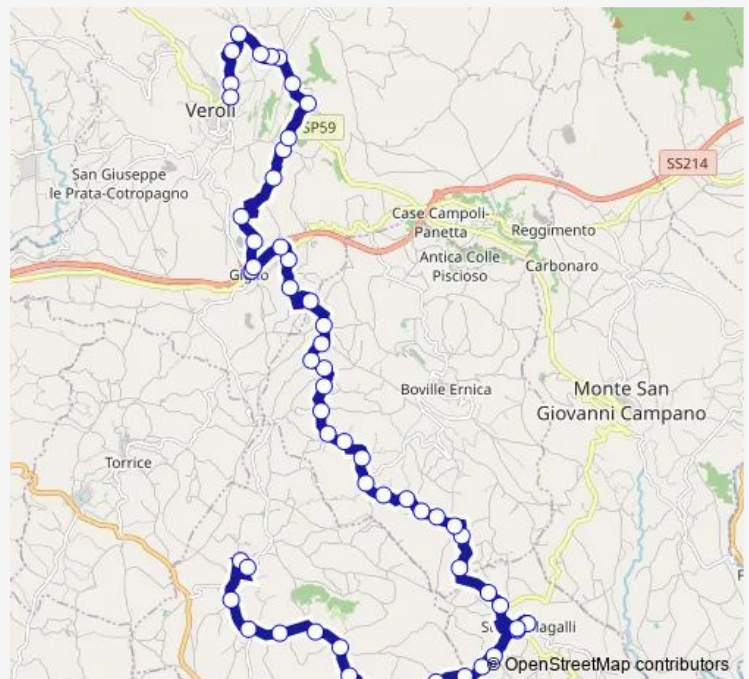 Veroli
SP59
SS214
San Giuseppe
le Prata-Cotropagno
Case Campoli-
Panetta
Reggimento
Antica Colle
Piscioso
Carbonaro
Giglio
Boville Ernica
Monte San
Giovanni Campano
Torrice
© OpenStreetMap contributors